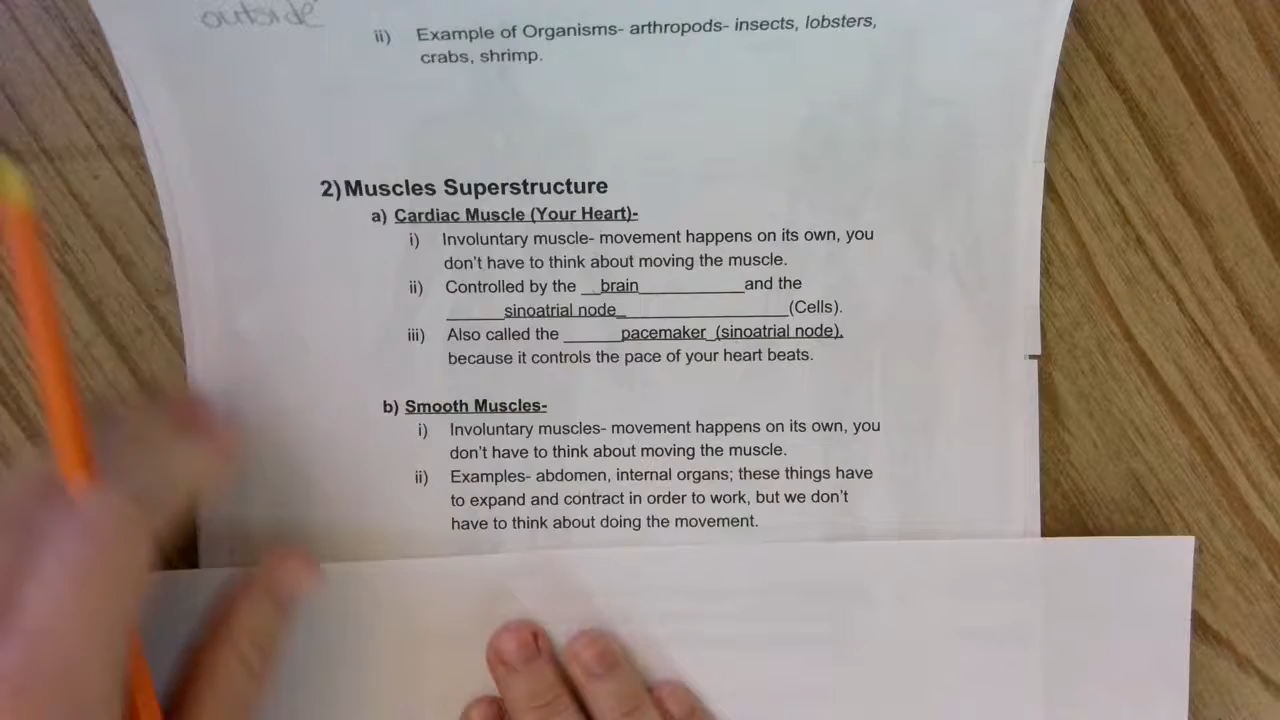 outside
ii) Example of Organisms- arthropods- insects, lobsters,
crabs, shrimp.
2) Muscles Superstructure
a) Cardiac Muscle (Your Heart)-
i) Involuntary muscle- movement happens on its own, you
don't have to think about moving the muscle.
ii) Controlled by the __brain____________and the
______sinoatrial node__________________(Cells).
iii) Also called the ______pacemaker_(sinoatrial node),
because it controls the pace of your heart beats.
b) Smooth Muscles-
i) Involuntary muscles- movement happens on its own, you
don't have to think about moving the muscle.
ii) Examples- abdomen, internal organs; these things have
to expand and contract in order to work, but we don't
have to think about doing the movement.